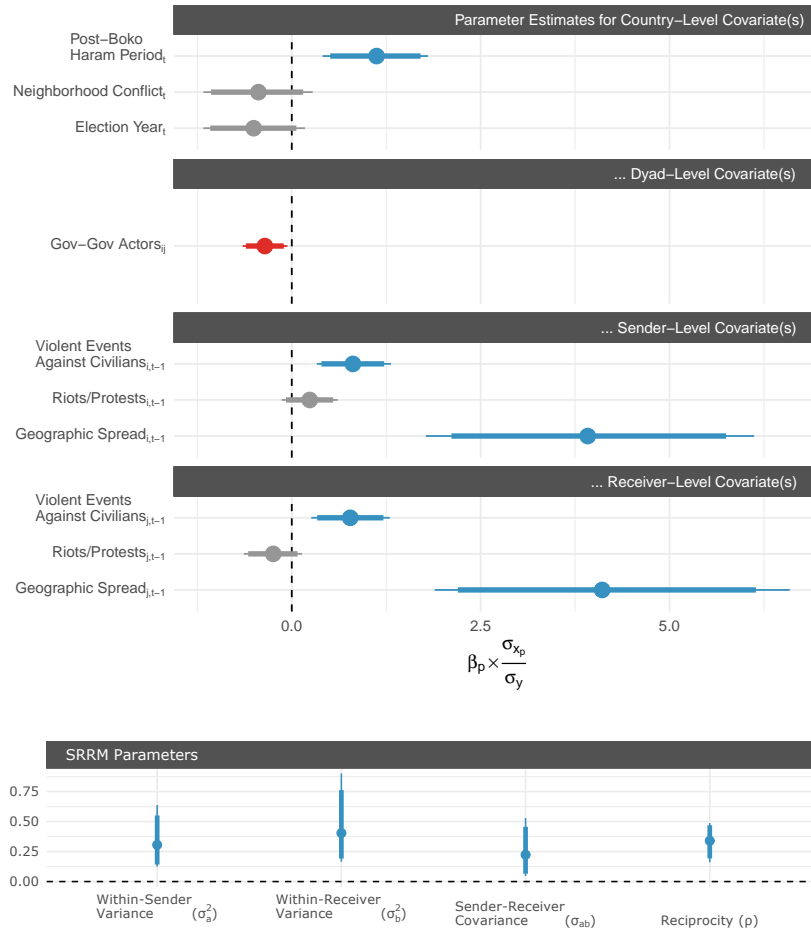 Parameter Estimates for Country−Level Covariate(s)
Post−Boko
Haram Periodₜ
Neighborhood Conflictₜ
Election Yearₜ
... Dyad−Level Covariate(s)
Gov−Gov Actorsᵢⱼ
... Sender−Level Covariate(s)
Violent Events
Against Civiliansᵢ,ₜ₋₁
Riots/Protestsᵢ,ₜ₋₁
Geographic Spreadᵢ,ₜ₋₁
... Receiver−Level Covariate(s)
Violent Events
Against Civiliansⱼ,ₜ₋₁
Riots/Protestsⱼ,ₜ₋₁
Geographic Spreadⱼ,ₜ₋₁
0.0 2.5 5.0
βₚ × σₓₚ / σᵧ
SRRM Parameters
0.75
0.50
0.25
0.00
Within-Sender
Variance (σₐ²)
Within-Receiver
Variance (σ_b²)
Sender-Receiver
Covariance (σ_ab)
Reciprocity (ρ)